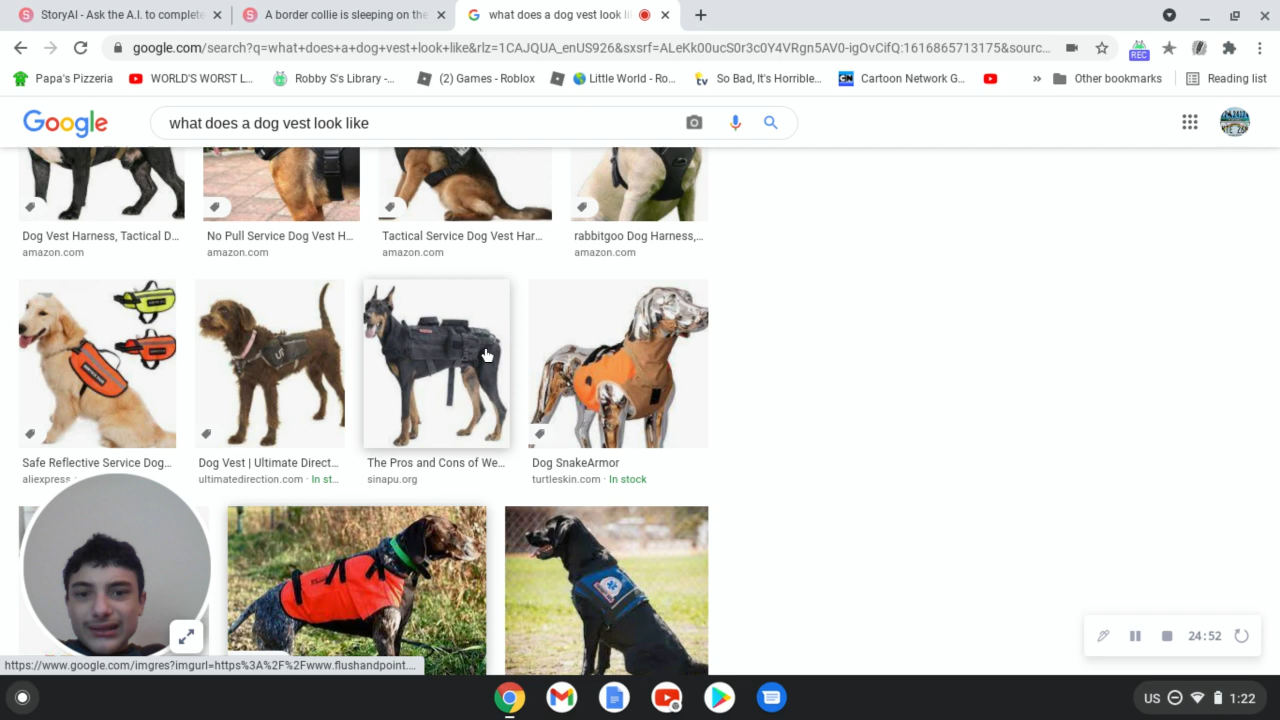 StoryAI - Ask the A.I. to complete
A border collie is sleeping on the
what does a dog vest look li
google.com/search?q=what+does+a+dog+vest+look+like&rlz=1CAJQUA_enUS926&sxsrf=ALeKk00ucS0r3c0Y4VRgn5AV0-igOvCifQ:1616865713175&sourc...
REC
Papa's Pizzeria
WORLD'S WORST L...
Robby S's Library -...
(2) Games - Roblox
Little World - Ro...
So Bad, It's Horrible...
Cartoon Network G...
»
Other bookmarks
Reading list
Google
what does a dog vest look like
Dog Vest Harness, Tactical D...
No Pull Service Dog Vest H...
Tactical Service Dog Vest Har...
rabbitgoo Dog Harness,...
amazon.com
amazon.com
amazon.com
amazon.com
Safe Reflective Service Dog...
Dog Vest | Ultimate Direct...
The Pros and Cons of We...
Dog SnakeArmor
aliexpress
ultimatedirection.com · In st...
sinapu.org
turtleskin.com · In stock
24:52
https://www.google.com/imgres?imgurl=https%3A%2F%2Fwww.flushandpoint....
US
1:22